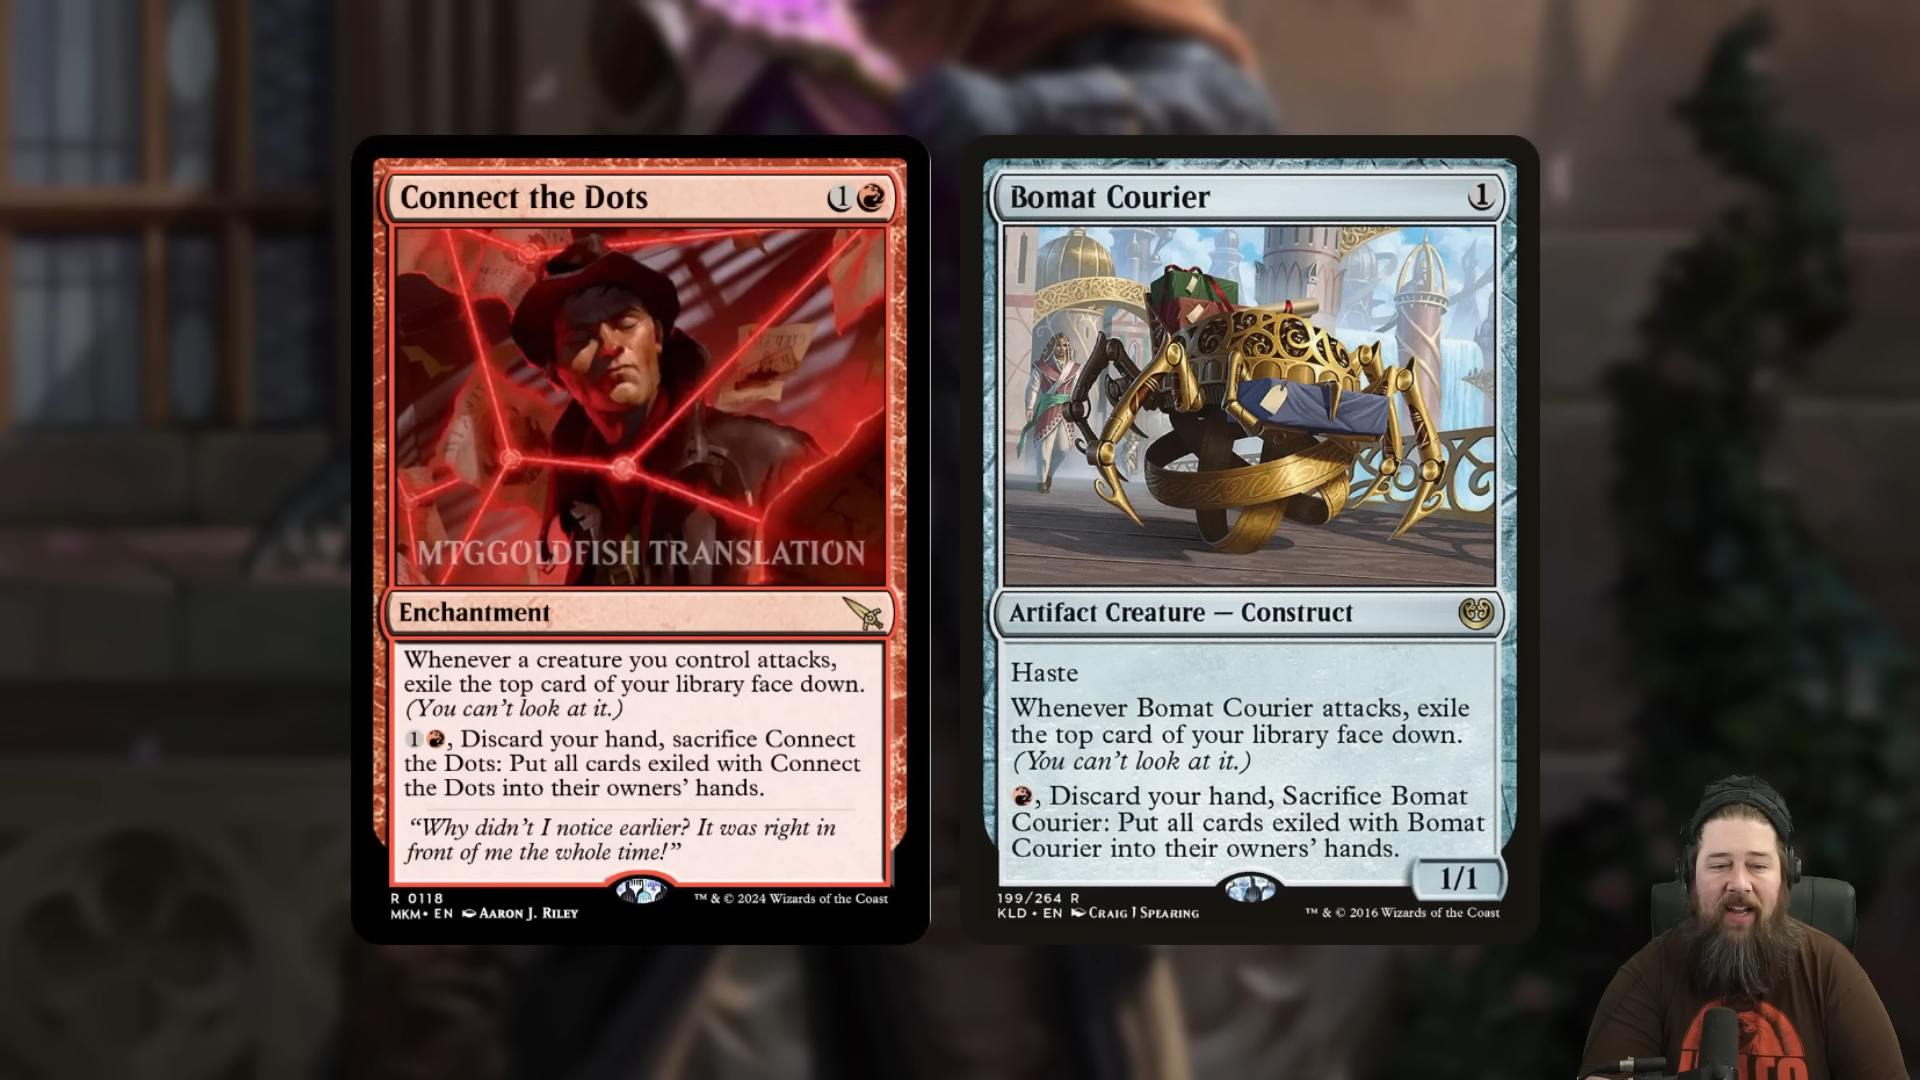 Connect the Dots 1
MTGGOLDFISH TRANSLATION
Enchantment
Whenever a creature you control attacks,
exile the top card of your library face down.
(You can't look at it.)
1 , Discard your hand, sacrifice Connect
the Dots: Put all cards exiled with Connect
the Dots into their owners' hands.
"Why didn't I notice earlier? It was right in
front of me the whole time!"
R 0118
MKM • EN AARON J. RILEY
™ & © 2024 Wizards of the Coast
Bomat Courier 1
Artifact Creature — Construct
Haste
Whenever Bomat Courier attacks, exile
the top card of your library face down.
(You can't look at it.)
, Discard your hand, Sacrifice Bomat
Courier: Put all cards exiled with Bomat
Courier into their owners' hands.
1/1
199/264 R
KLD • EN CRAIG J SPEARING
™ & © 2016 Wizards of the Coast